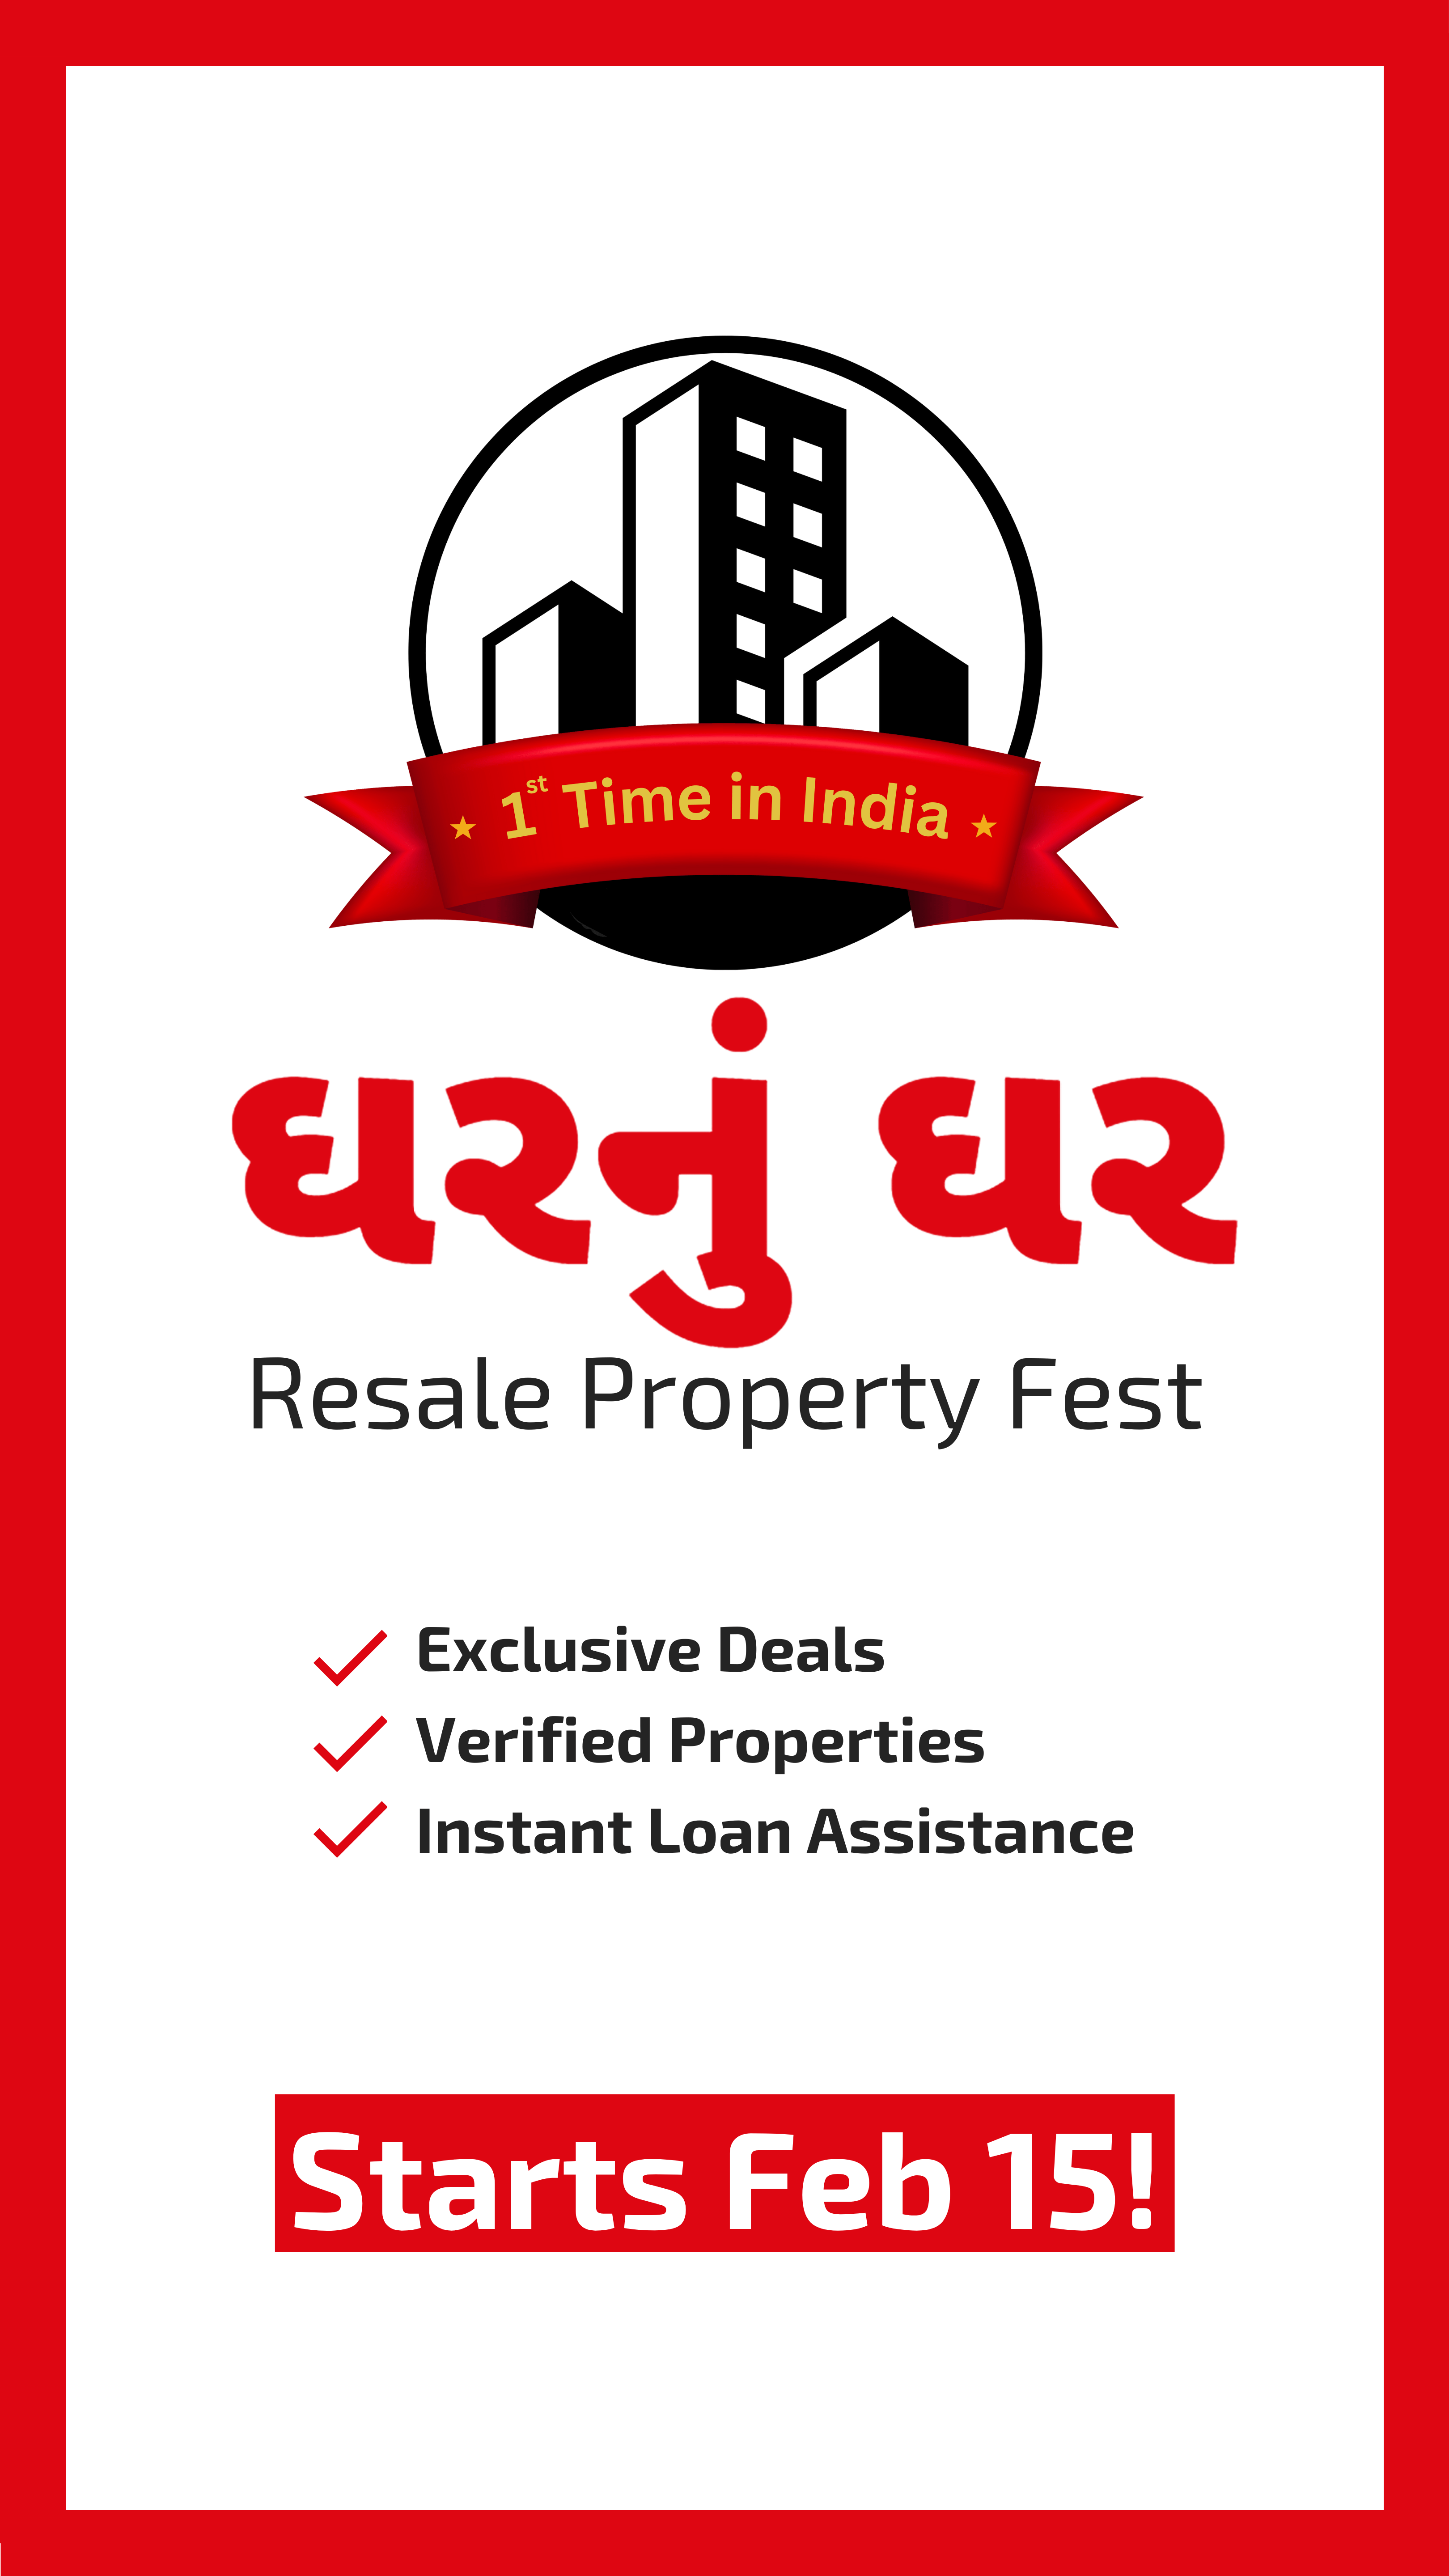 1st Time in India
ઘરનું ઘર
Resale Property Fest
Exclusive Deals
Verified Properties
Instant Loan Assistance
Starts Feb 15!